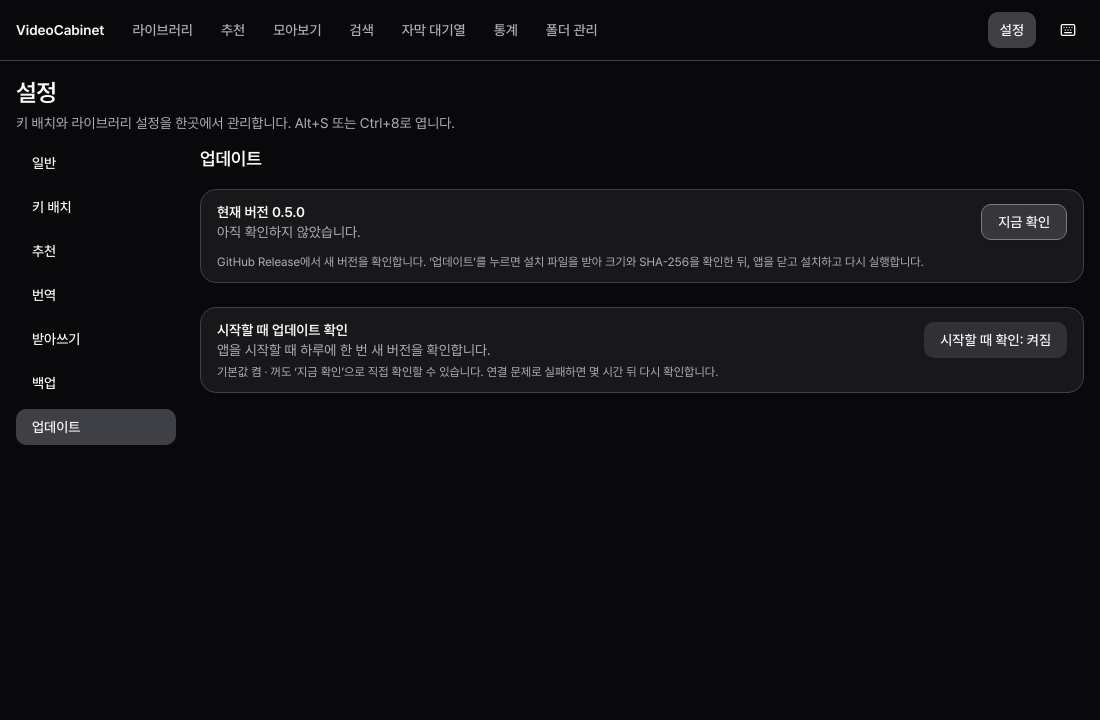 VideoCabinet 라이브러리 추천 모아보기 검색 자막 대기열 통계 폴더 관리 설정
설정
키 배치와 라이브러리 설정을 한곳에서 관리합니다. Alt+S 또는 Ctrl+8로 엽니다.
일반
키 배치
추천
번역
받아쓰기
백업
업데이트
업데이트
현재 버전 0.5.0
아직 확인하지 않았습니다.
지금 확인
GitHub Release에서 새 버전을 확인합니다. ‘업데이트’를 누르면 설치 파일을 받아 크기와 SHA-256을 확인한 뒤, 앱을 닫고 설치하고 다시 실행합니다.
시작할 때 업데이트 확인
앱을 시작할 때 하루에 한 번 새 버전을 확인합니다.
시작할 때 확인: 켜짐
기본값 켬 · 꺼도 ‘지금 확인’으로 직접 확인할 수 있습니다. 연결 문제로 실패하면 몇 시간 뒤 다시 확인합니다.